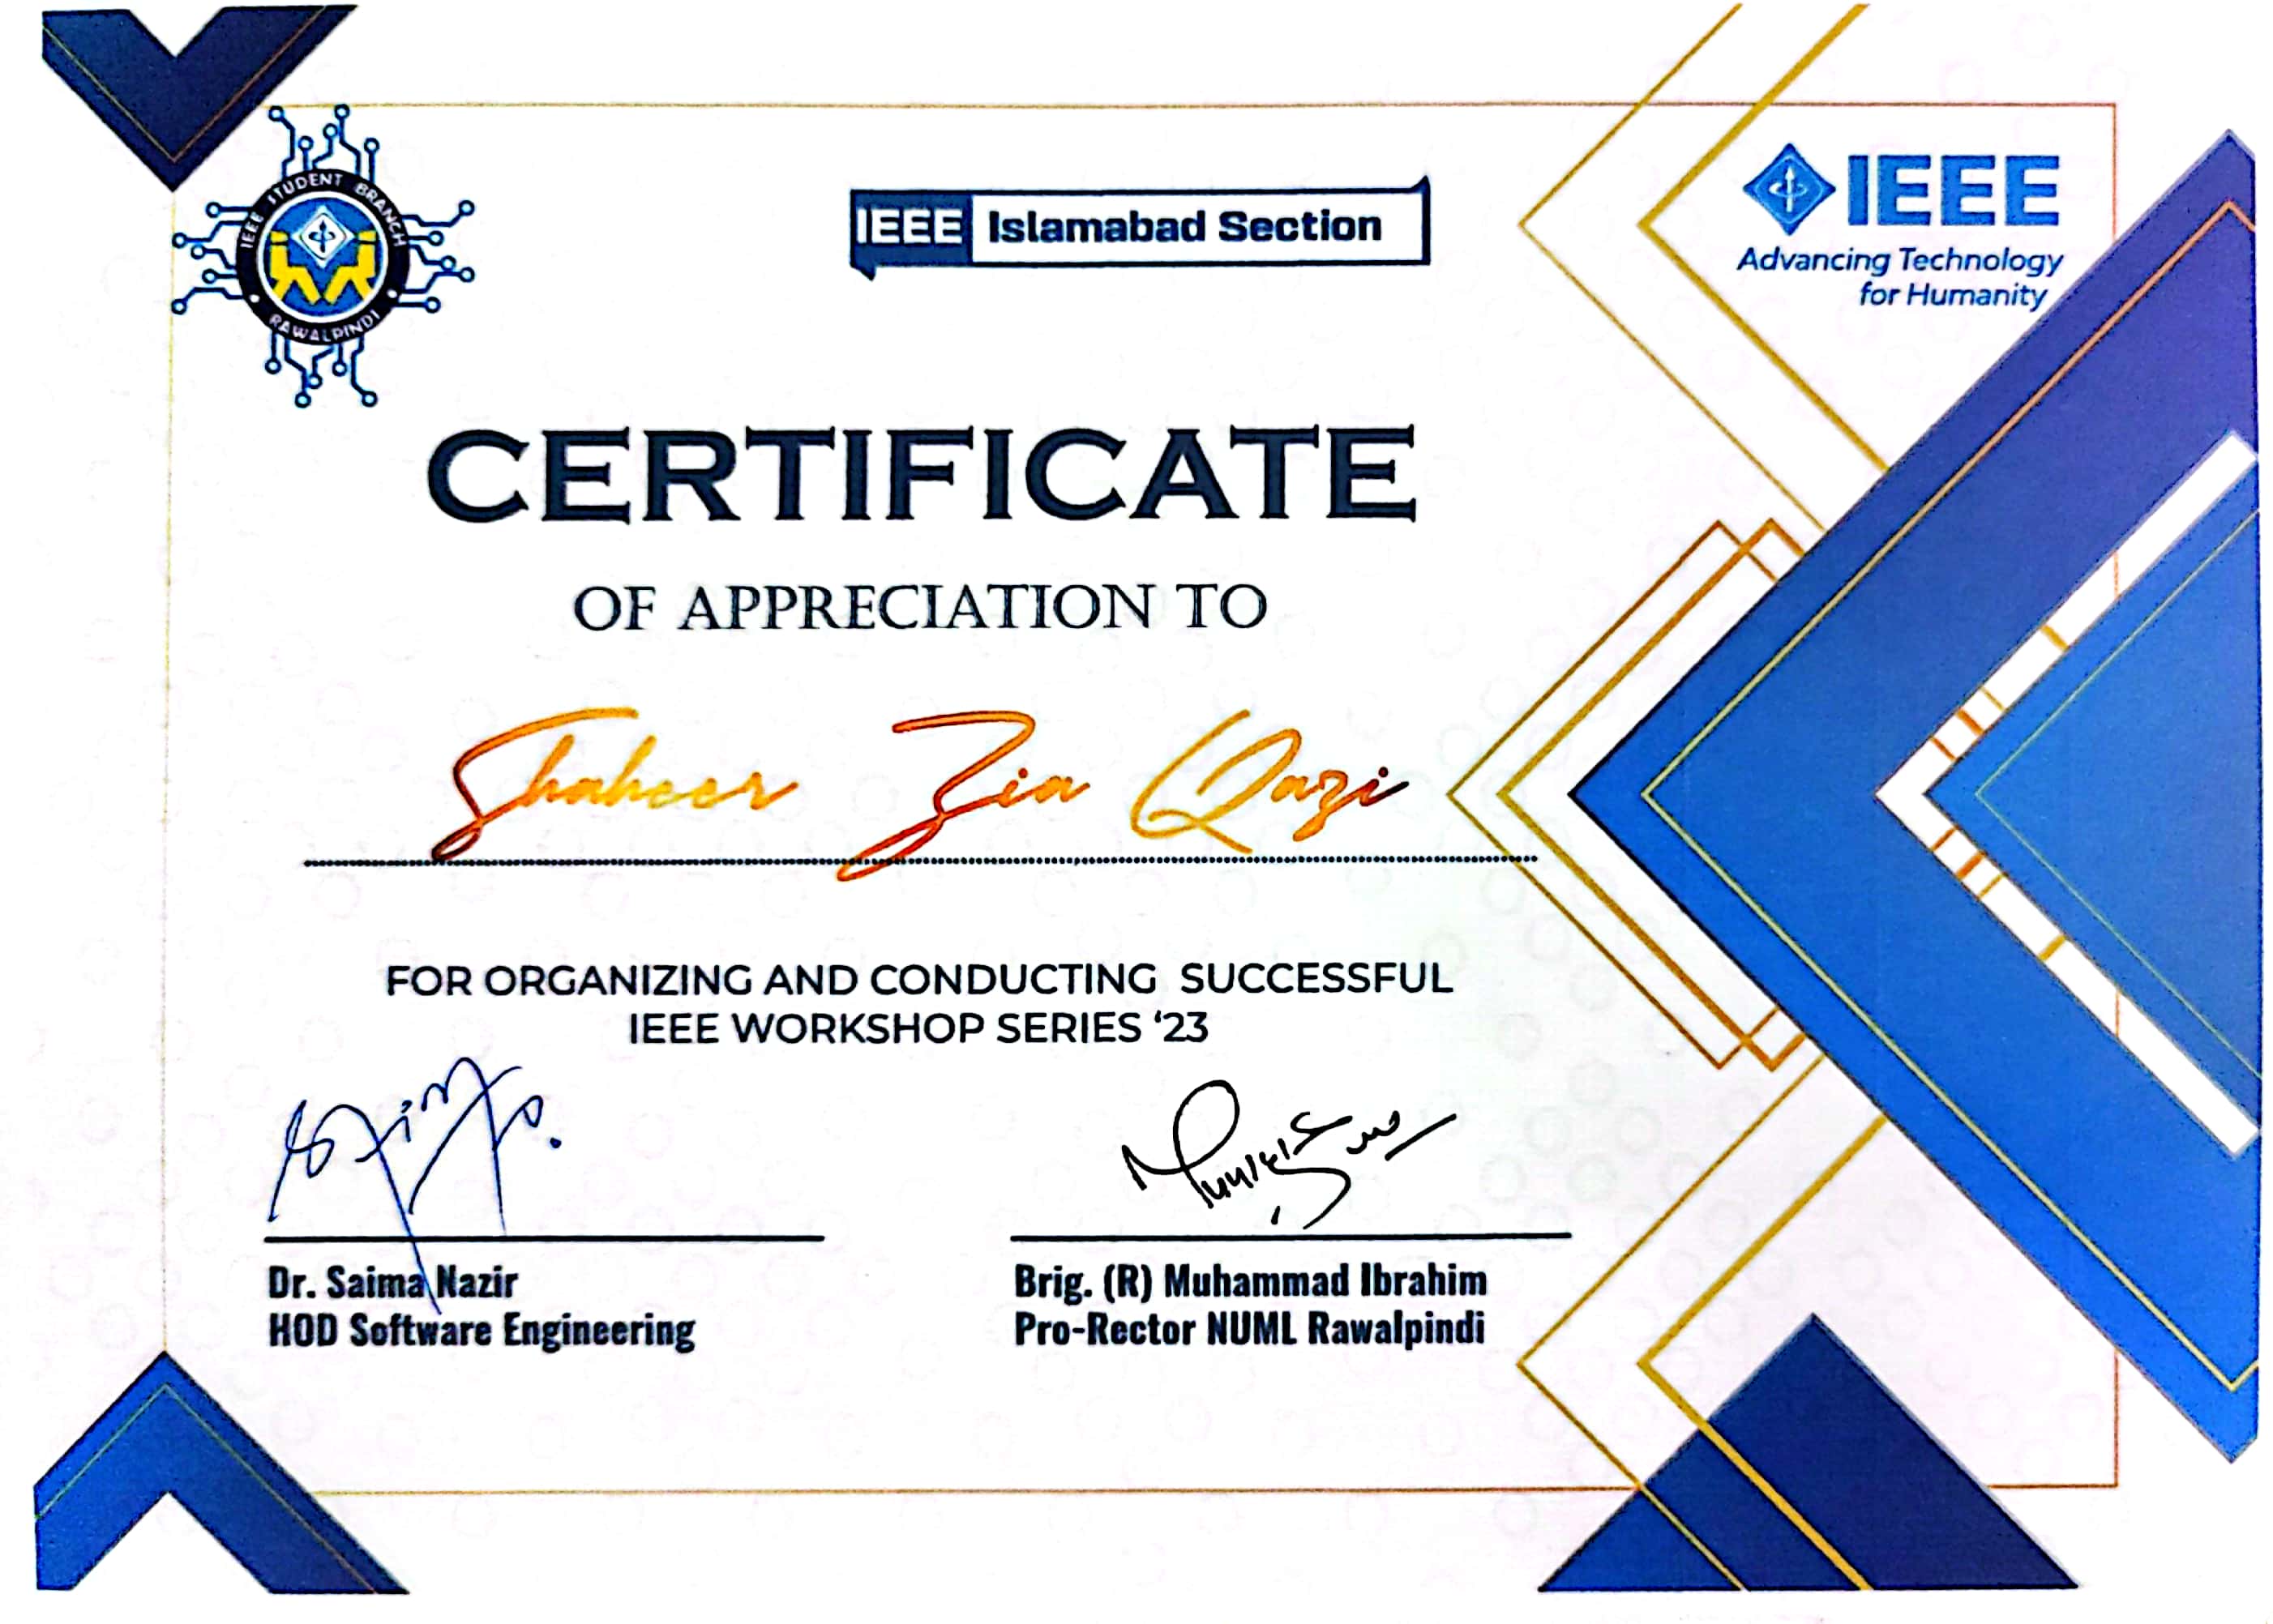 IEEE STUDENT BRANCH
RAWALPINDI
IEEE Islamabad Section
IEEE
Advancing Technology
for Humanity
CERTIFICATE
OF APPRECIATION TO
Shaheer Zia Qazi
FOR ORGANIZING AND CONDUCTING SUCCESSFUL
IEEE WORKSHOP SERIES ‘23
Dr. Saima Nazir
HOD Software Engineering
Brig. (R) Muhammad Ibrahim
Pro-Rector NUML Rawalpindi